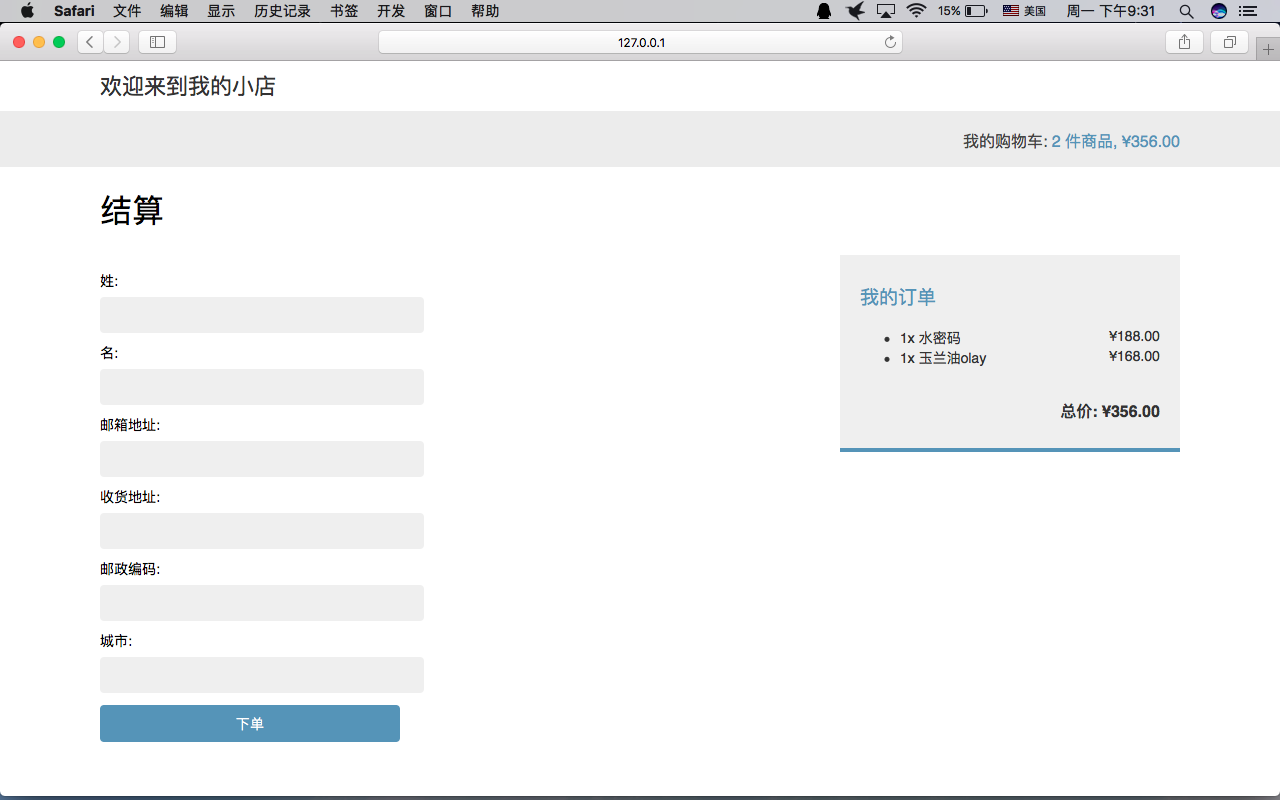 Safari 文件 编辑 显示 历史记录 书签 开发 窗口 帮助 15% 美国 周一 下午9:31
127.0.0.1
欢迎来到我的小店
我的购物车: 2 件商品, ¥356.00
结算
姓:
名:
邮箱地址:
收货地址:
邮政编码:
城市:
下单
我的订单
1x 水密码 ¥188.00
1x 玉兰油olay ¥168.00
总价: ¥356.00